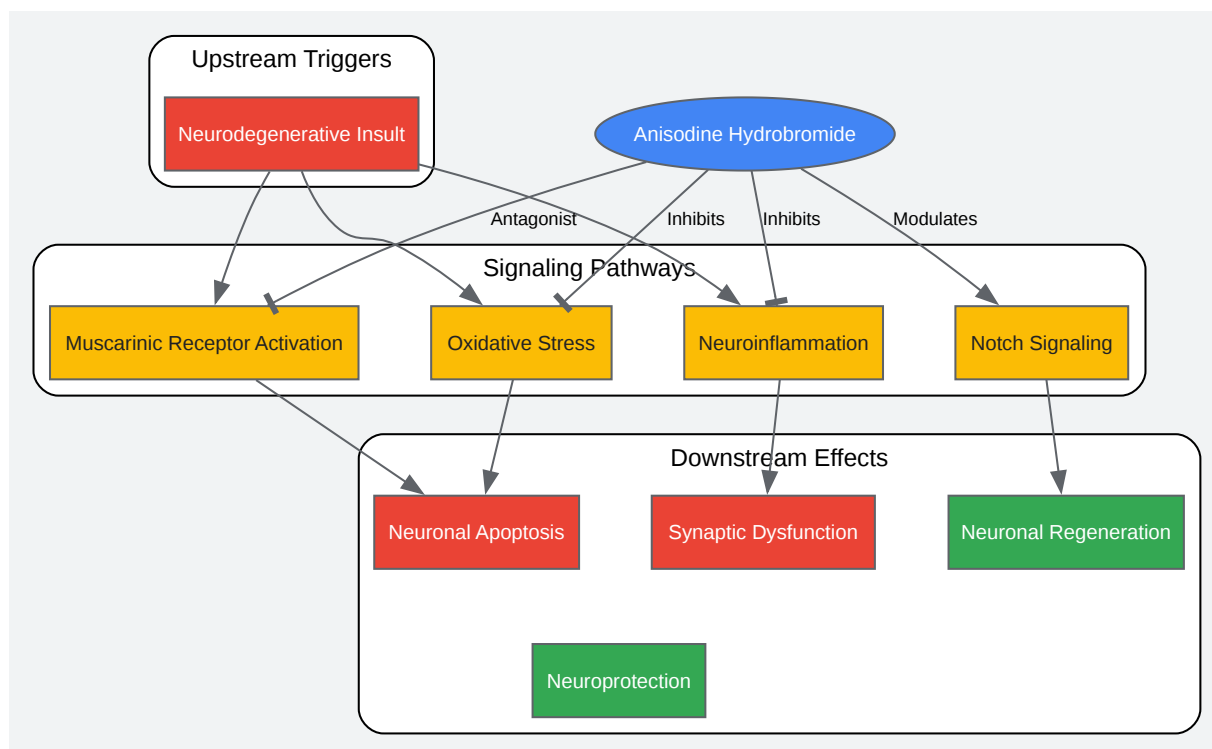 Upstream Triggers
Neurodegenerative Insult
Anisodine Hydrobromide
Antagonist
Inhibits
Inhibits
Modulates
Signaling Pathways
Muscarinic Receptor Activation
Oxidative Stress
Neuroinflammation
Notch Signaling
Downstream Effects
Neuronal Apoptosis
Synaptic Dysfunction
Neuronal Regeneration
Neuroprotection